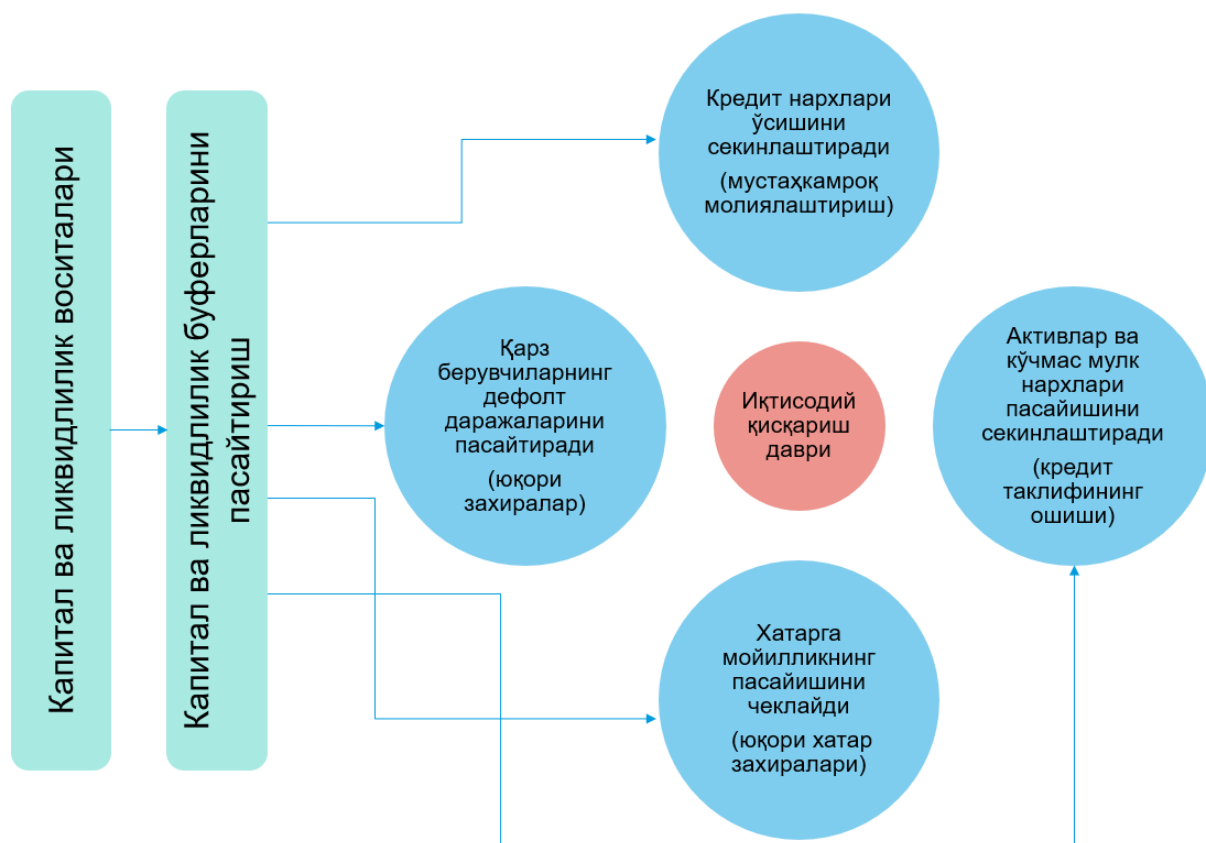 Капитал ва ликвидлилик воситалари
Капитал ва ликвидлилик буферларини
пасайтириш
Кредит нархлари
ўсишини
секинлаштиради
(мустаҳкамроқ
молиялаштириш)
Қарз
берувчиларнинг
дефолт
даражаларини
пасайтиради
(юқори
захиралар)
Иқтисодий
қисқариш
даври
Активлар ва
кўчмас мулк
нархлари
пасайишини
секинлаштиради
(кредит
таклифининг
ошиши)
Хатарга
мойилликнинг
пасайишини
чеклайди
(юқори хатар
захиралари)